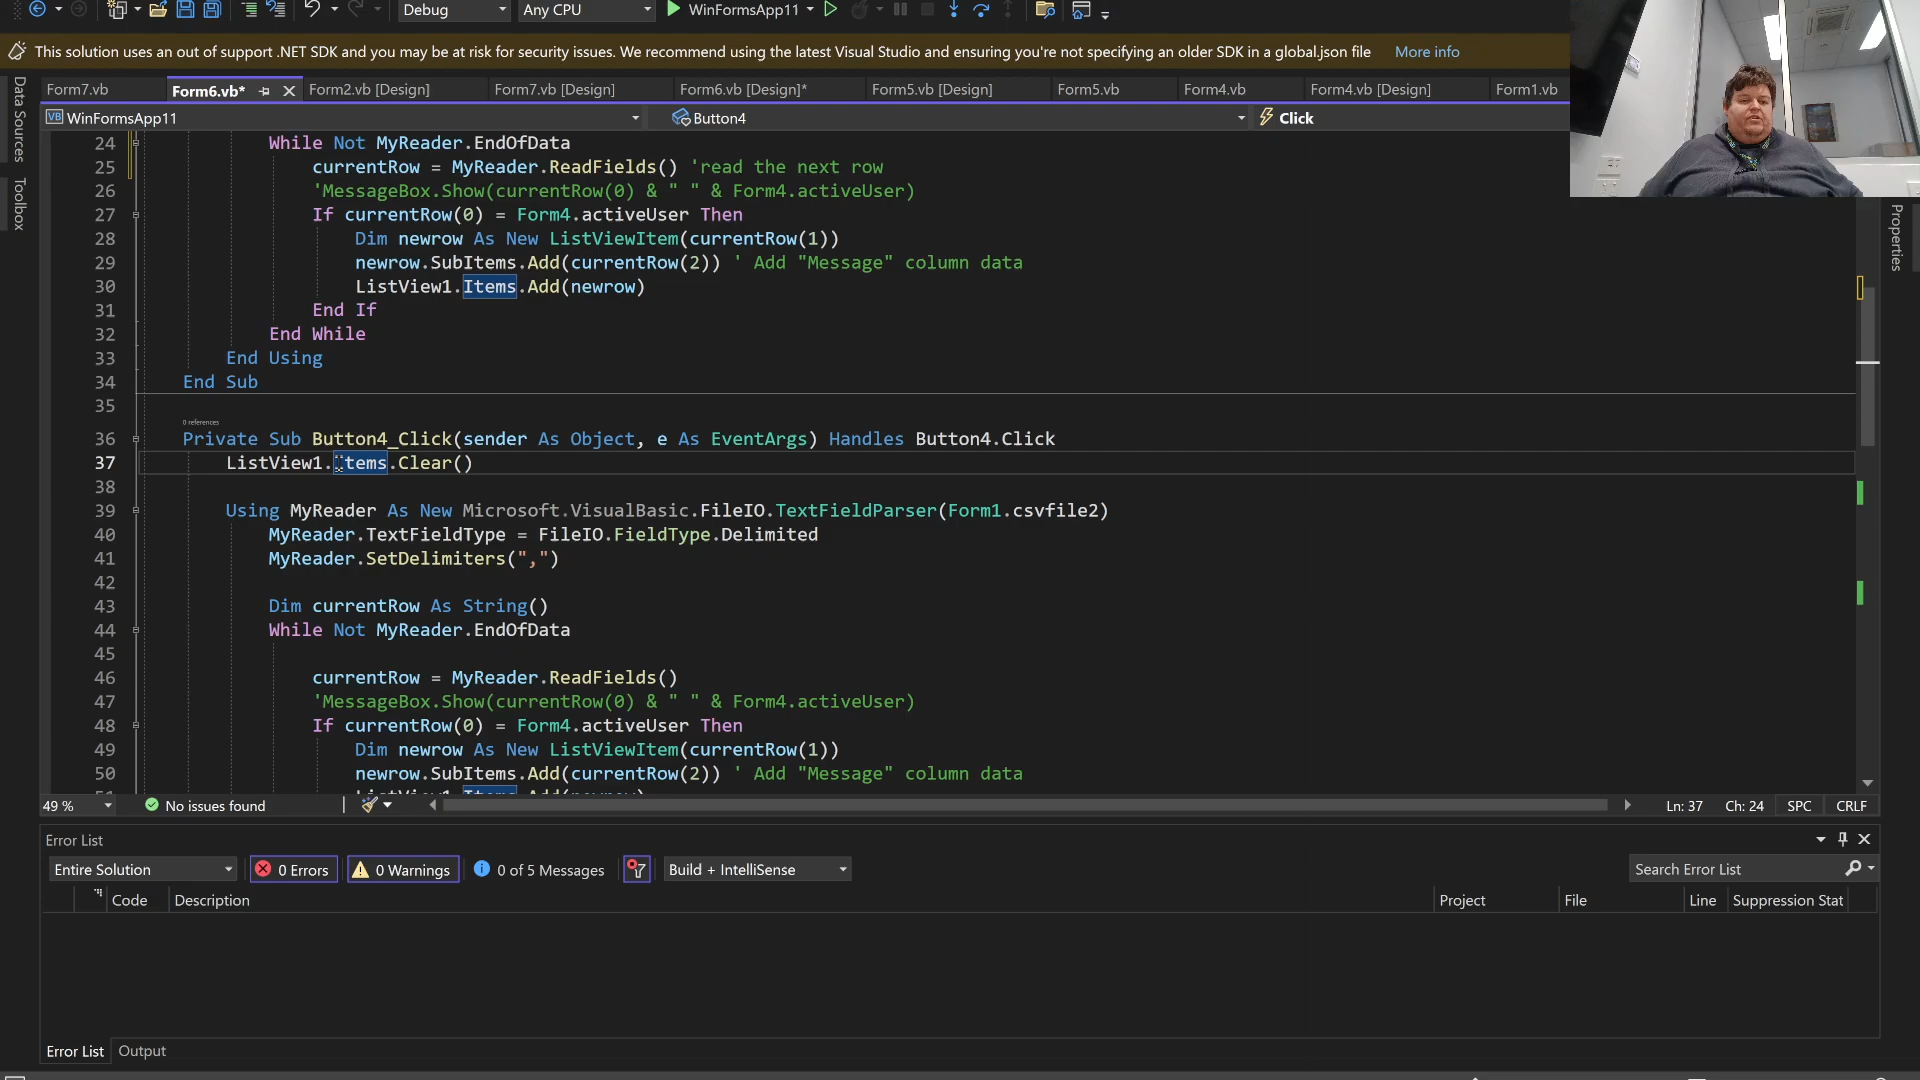 Debug Any CPU WinFormsApp11
This solution uses an out of support .NET SDK and you may be at risk for security issues. We recommend using the latest Visual Studio and ensuring you're not specifying an older SDK in a global.json file More info
Data Sources
Toolbox
Properties
Form7.vb Form6.vb* Form2.vb [Design] Form7.vb [Design] Form6.vb [Design]* Form5.vb [Design] Form5.vb Form4.vb Form4.vb [Design] Form1.vb
VB WinFormsApp11 Button4 Click
24 While Not MyReader.EndOfData
25 currentRow = MyReader.ReadFields() 'read the next row
26 'MessageBox.Show(currentRow(0) & " " & Form4.activeUser)
27 If currentRow(0) = Form4.activeUser Then
28 Dim newrow As New ListViewItem(currentRow(1))
29 newrow.SubItems.Add(currentRow(2)) ' Add "Message" column data
30 ListView1.Items.Add(newrow)
31 End If
32 End While
33 End Using
34 End Sub
35
0 references
36 Private Sub Button4_Click(sender As Object, e As EventArgs) Handles Button4.Click
37 ListView1.Items.Clear()
38
39 Using MyReader As New Microsoft.VisualBasic.FileIO.TextFieldParser(Form1.csvfile2)
40 MyReader.TextFieldType = FileIO.FieldType.Delimited
41 MyReader.SetDelimiters(",")
42
43 Dim currentRow As String()
44 While Not MyReader.EndOfData
45
46 currentRow = MyReader.ReadFields()
47 'MessageBox.Show(currentRow(0) & " " & Form4.activeUser)
48 If currentRow(0) = Form4.activeUser Then
49 Dim newrow As New ListViewItem(currentRow(1))
50 newrow.SubItems.Add(currentRow(2)) ' Add "Message" column data
49 % No issues found Ln: 37 Ch: 24 SPC CRLF
Error List
Entire Solution 0 Errors 0 Warnings 0 of 5 Messages Build + IntelliSense Search Error List
Code Description Project File Line Suppression Stat
Error List Output